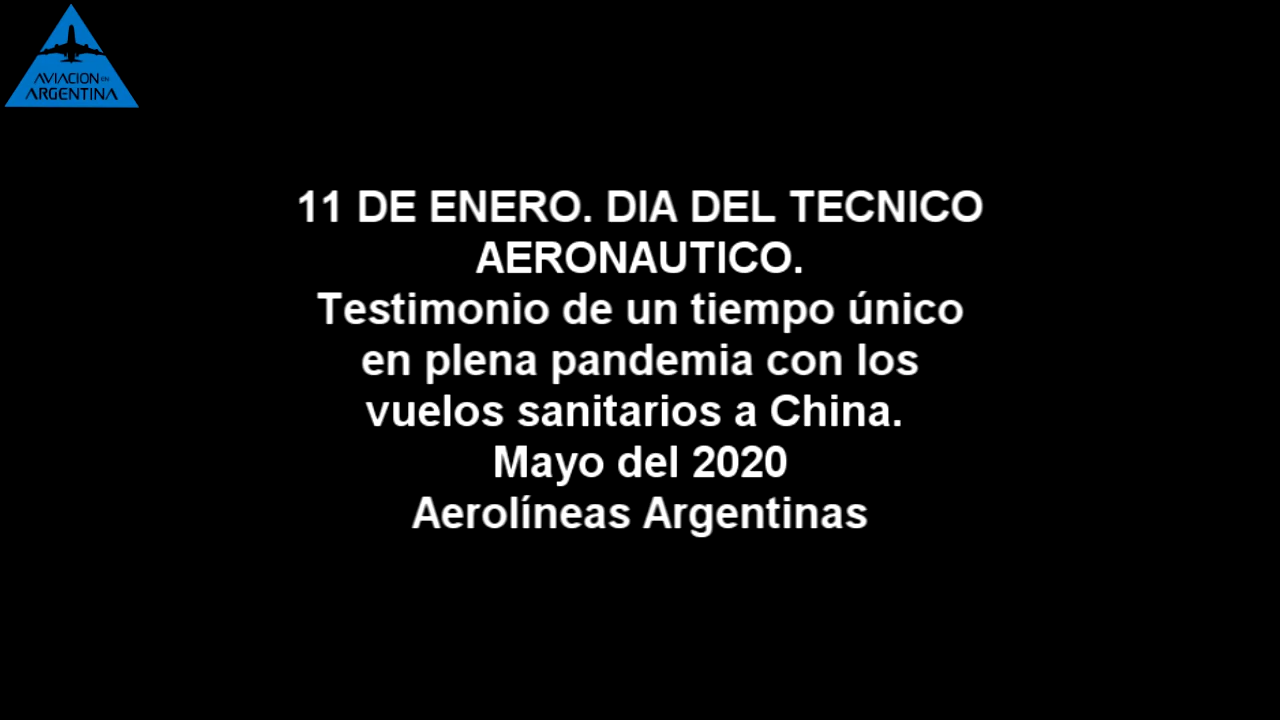 AVIACION EN
ARGENTINA
11 DE ENERO. DIA DEL TECNICO
AERONAUTICO.
Testimonio de un tiempo único
en plena pandemia con los
vuelos sanitarios a China.
Mayo del 2020
Aerolíneas Argentinas